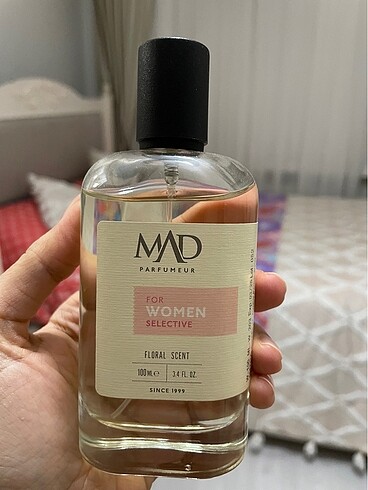 MAD
PARFUMEUR
FOR
WOMEN
SELECTIVE
FLORAL SCENT
100 ML℮ 3.4 FL. OZ.
SINCE 1999